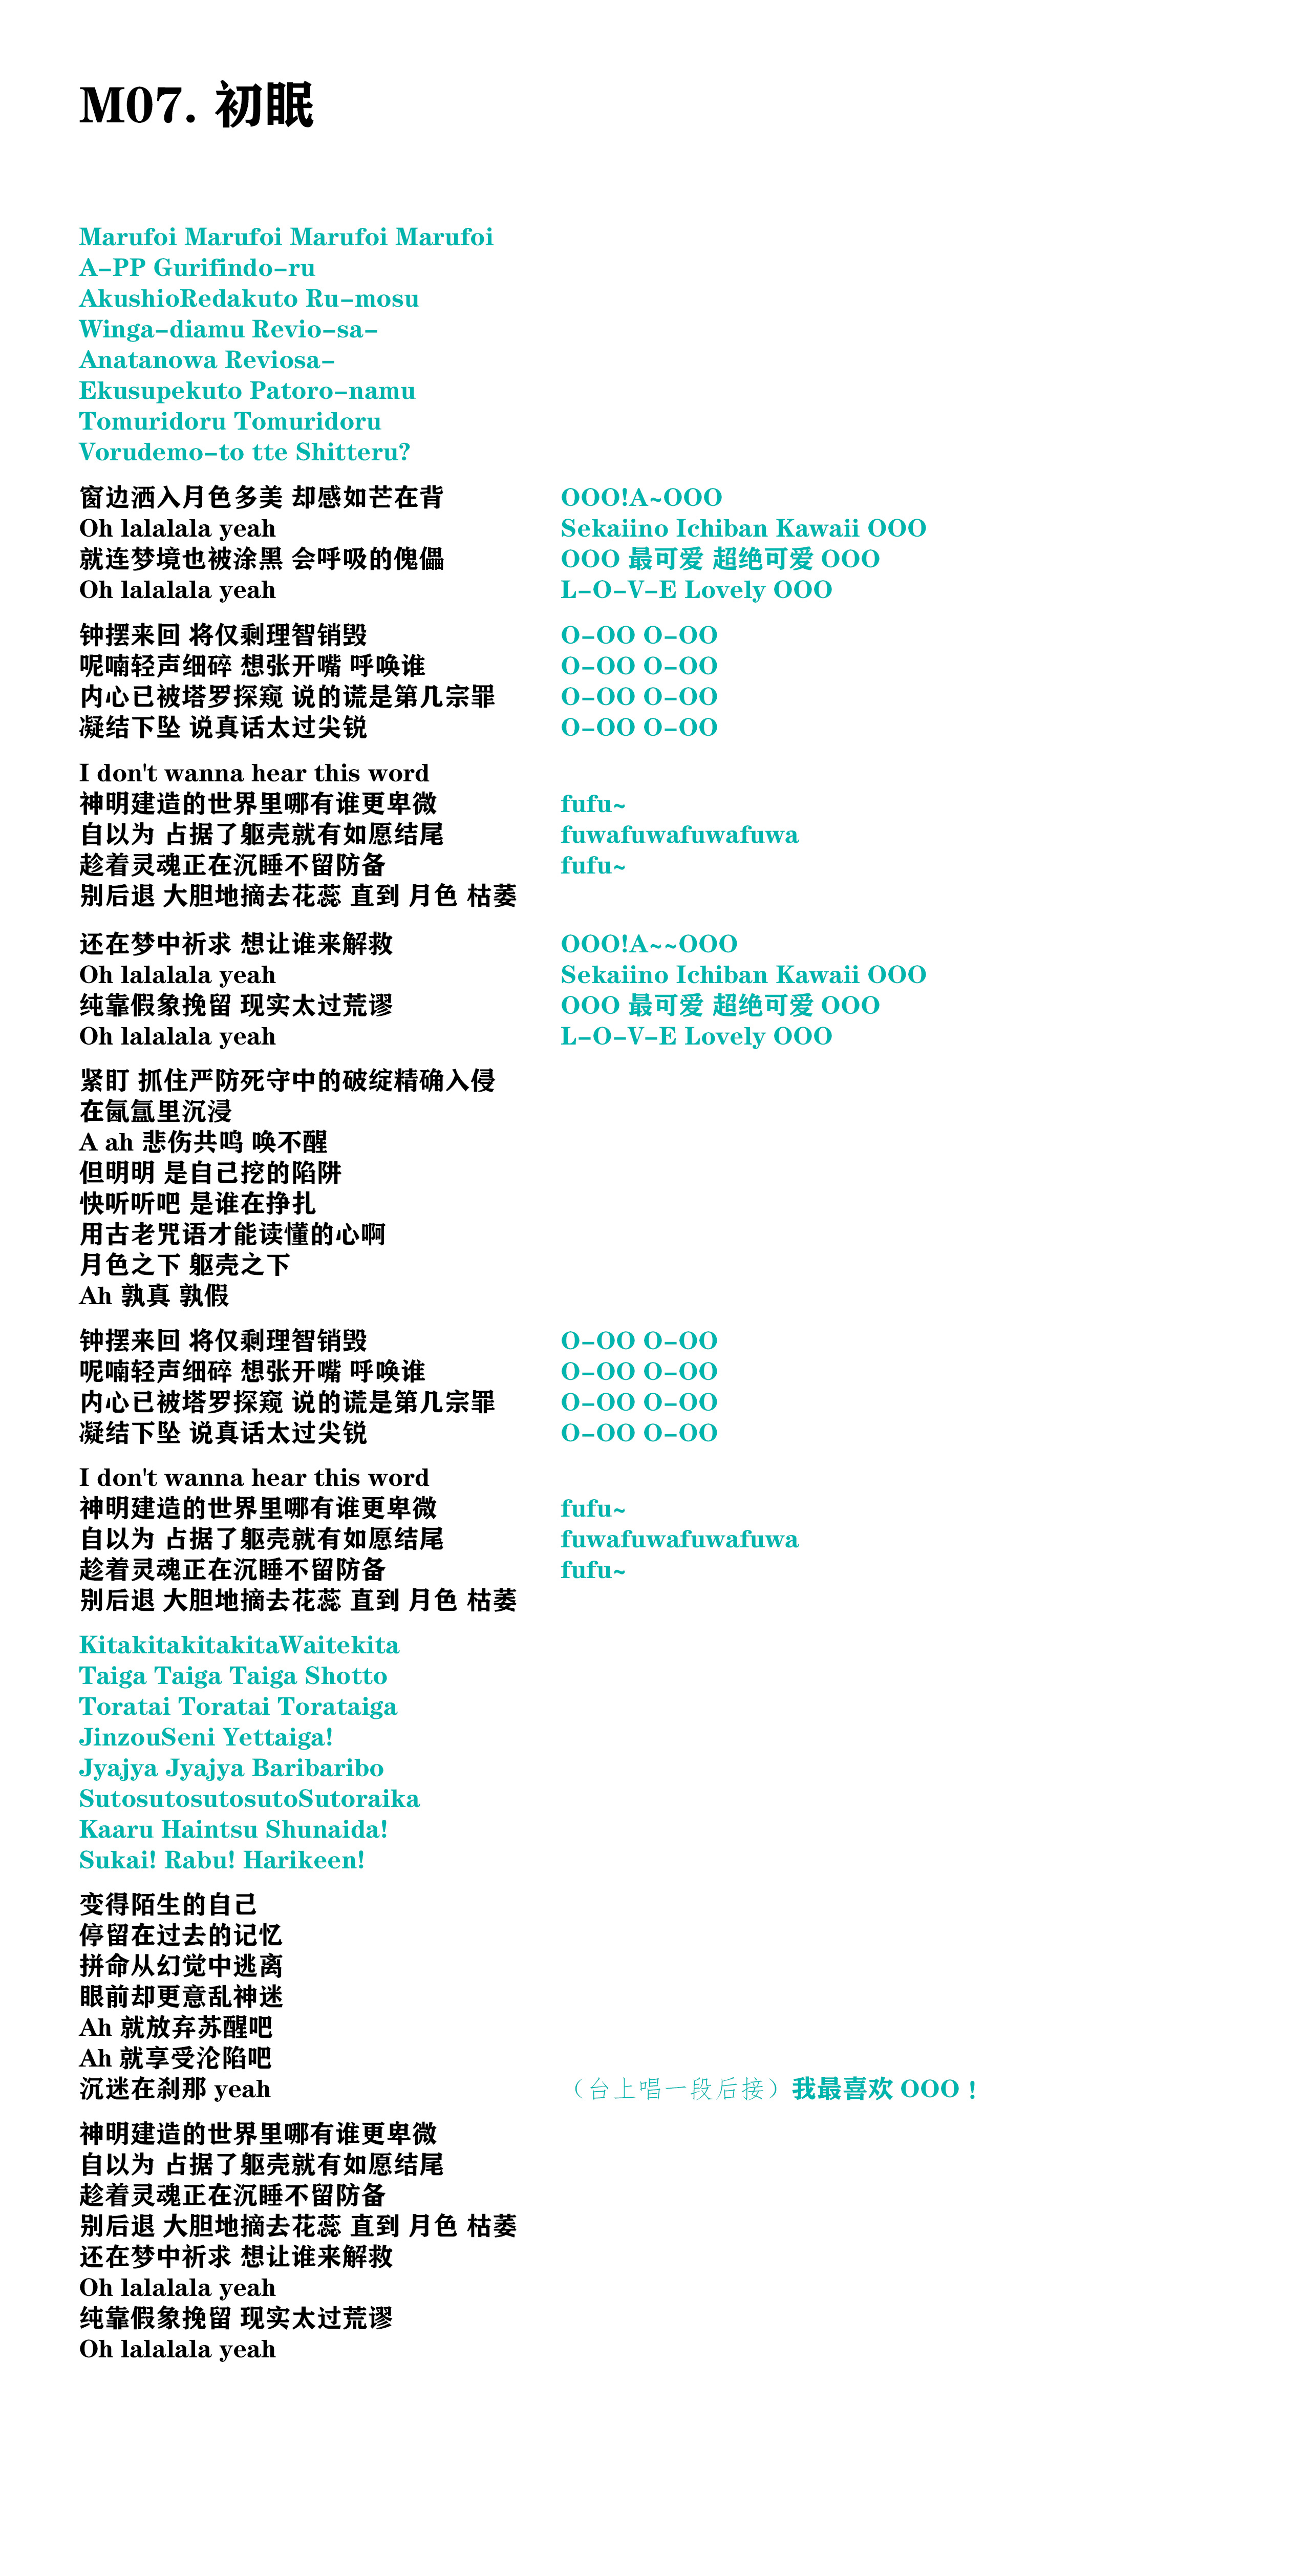 M07. 初眠
Marufoi Marufoi Marufoi Marufoi
A-PP Gurifindo-ru
AkushioRedakuto Ru-mosu
Winga-diamu Revio-sa-
Anatanowa Reviosa-
Ekusupekuto Patoro-namu
Tomuridoru Tomuridoru
Vorudemo-to tte Shitteru?
窗边洒入月色多美 却感如芒在背 OOO!A~OOO
Oh lalalala yeah Sekaiino Ichiban Kawaii OOO
就连梦境也被涂黑 会呼吸的傀儡 OOO 最可爱 超绝可爱 OOO
Oh lalalala yeah L-O-V-E Lovely OOO
钟摆来回 将仅剩理智销毁 O-OO O-OO
呢喃轻声细碎 想张开嘴 呼唤谁 O-OO O-OO
内心已被塔罗探窥 说的谎是第几宗罪 O-OO O-OO
凝结下坠 说真话太过尖锐 O-OO O-OO
I don't wanna hear this word
神明建造的世界里哪有谁更卑微 fufu~
自以为 占据了躯壳就有如愿结尾 fuwafuwafuwafuwa
趁着灵魂正在沉睡不留防备 fufu~
别后退 大胆地摘去花蕊 直到 月色 枯萎
还在梦中祈求 想让谁来解救 OOO!A~~OOO
Oh lalalala yeah Sekaiino Ichiban Kawaii OOO
纯靠假象挽留 现实太过荒谬 OOO 最可爱 超绝可爱 OOO
Oh lalalala yeah L-O-V-E Lovely OOO
紧盯 抓住严防死守中的破绽精确入侵
在氤氲里沉浸
A ah 悲伤共鸣 唤不醒
但明明 是自己挖的陷阱
快听听吧 是谁在挣扎
用古老咒语才能读懂的心啊
月色之下 躯壳之下
Ah 孰真 孰假
钟摆来回 将仅剩理智销毁 O-OO O-OO
呢喃轻声细碎 想张开嘴 呼唤谁 O-OO O-OO
内心已被塔罗探窥 说的谎是第几宗罪 O-OO O-OO
凝结下坠 说真话太过尖锐 O-OO O-OO
I don't wanna hear this word
神明建造的世界里哪有谁更卑微 fufu~
自以为 占据了躯壳就有如愿结尾 fuwafuwafuwafuwa
趁着灵魂正在沉睡不留防备 fufu~
别后退 大胆地摘去花蕊 直到 月色 枯萎
KitakitakitakitaWaitekita
Taiga Taiga Taiga Shotto
Toratai Toratai Torataiga
JinzouSeni Yettaiga!
Jyajya Jyajya Baribaribo
SutosutosutosutoSutoraika
Kaaru Haintsu Shunaida!
Sukai! Rabu! Harikeen!
变得陌生的自己
停留在过去的记忆
拼命从幻觉中逃离
眼前却更意乱神迷
Ah 就放弃苏醒吧
Ah 就享受沦陷吧
沉迷在刹那 yeah （台上唱一段后接）我最喜欢 OOO！
神明建造的世界里哪有谁更卑微
自以为 占据了躯壳就有如愿结尾
趁着灵魂正在沉睡不留防备
别后退 大胆地摘去花蕊 直到 月色 枯萎
还在梦中祈求 想让谁来解救
Oh lalalala yeah
纯靠假象挽留 现实太过荒谬
Oh lalalala yeah